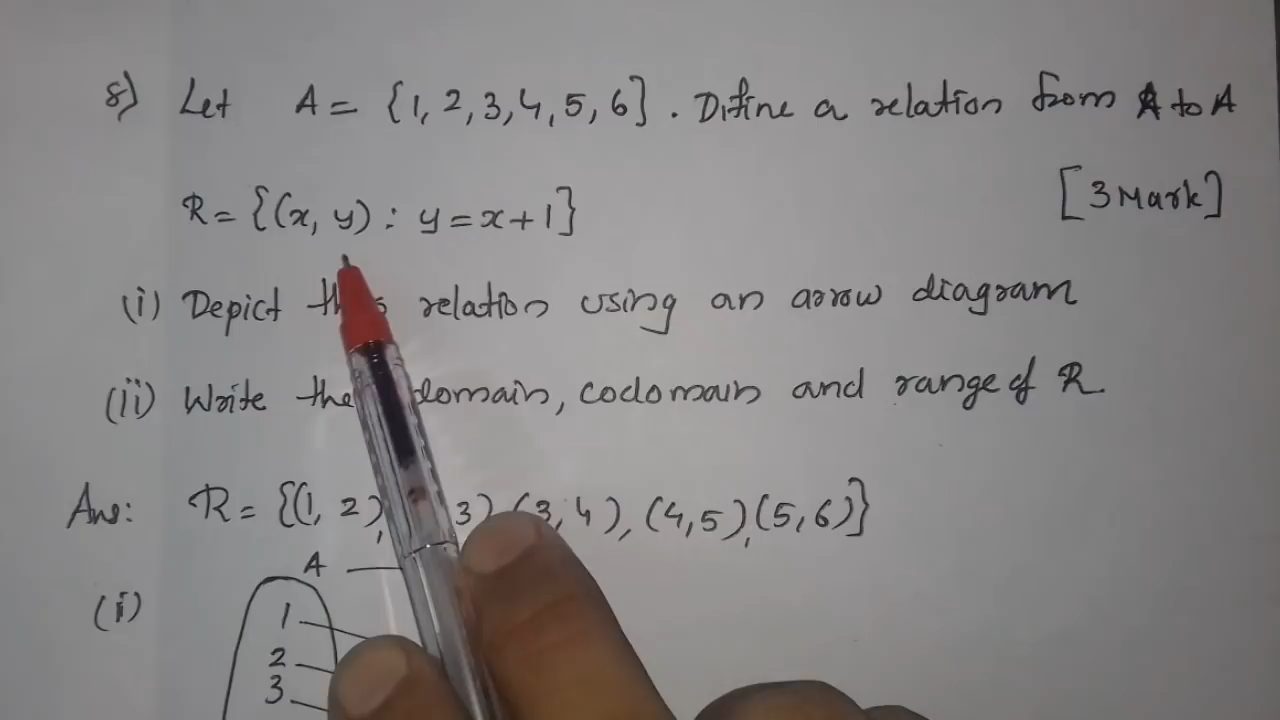 8) Let A = {1, 2, 3, 4, 5, 6}. Difine a relation from A to A
R = {(x, y) : y = x + 1}
[3 Mark]
(i) Depict relation using an arrow diagram
(ii) Write the domain, codomain and range of R
Ans: R = {(1, 2), 3) (3, 4), (4,5), (5, 6)}
A
(i)
1
2
3